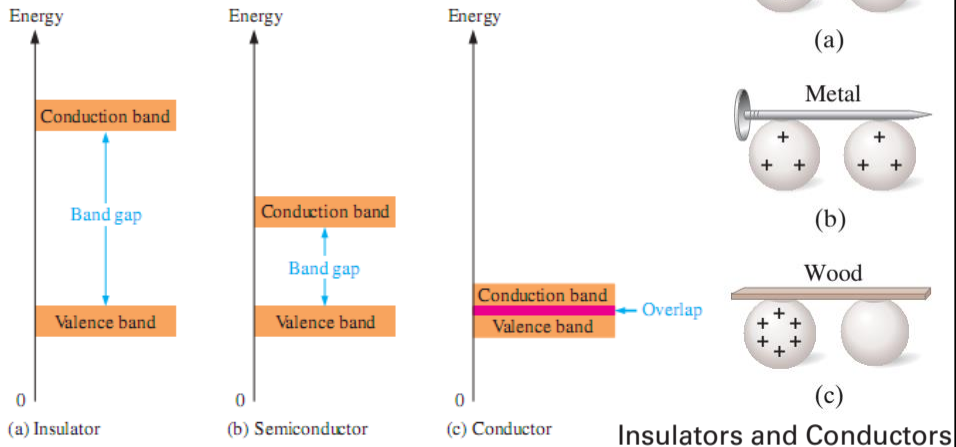 Energy
Conduction band
Band gap
Valence band
0
(a) Insulator
Energy
Conduction band
Band gap
Valence band
0
(b) Semiconductor
Energy
Conduction band
Overlap
Valence band
0
(c) Conductor
(a)
Metal
+ + +
+ + +
(b)
Wood
+ + + + + +
(c)
Insulators and Conductors